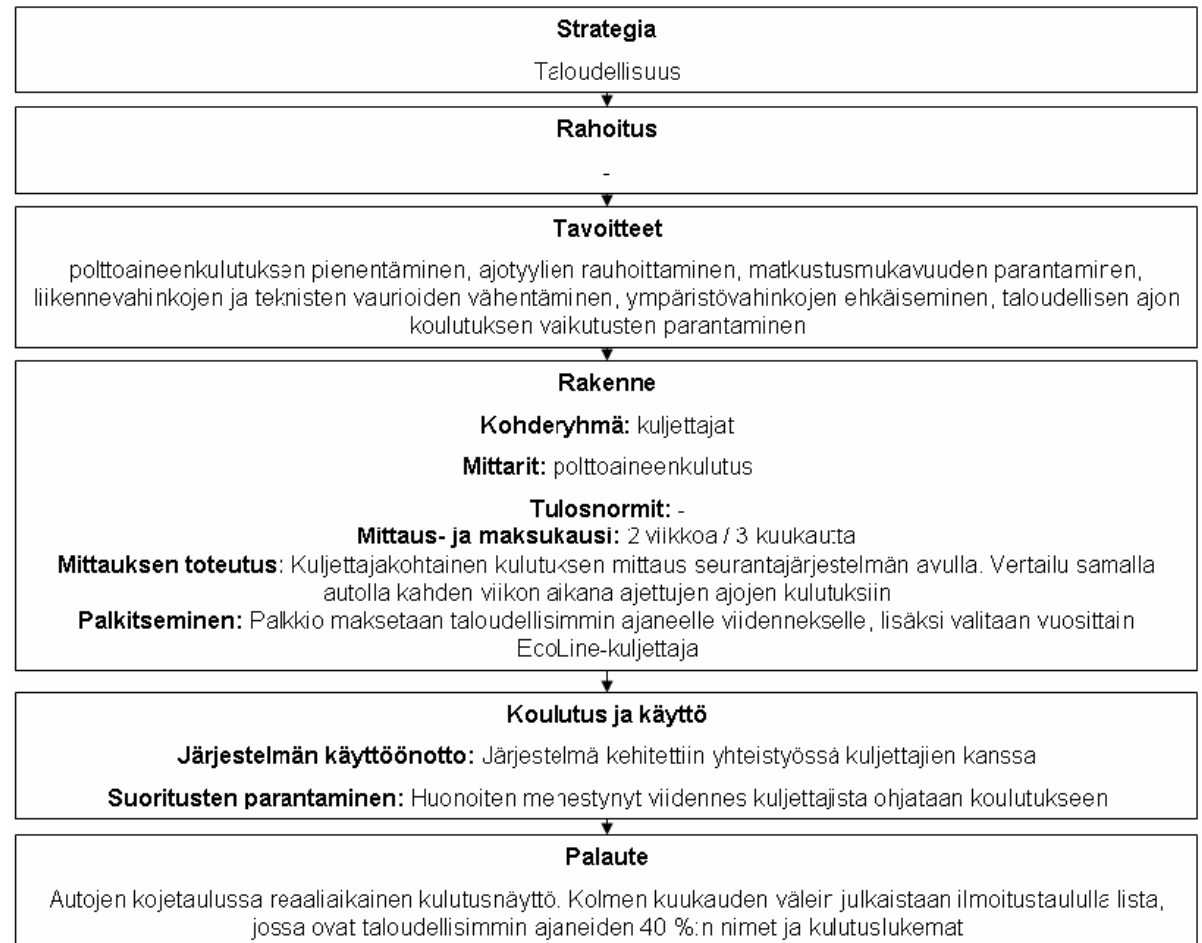 Strategia
Taloudellisuus
Rahoitus
-
Tavoitteet
polttoaineenkulutuksen pienentäminen, ajotyylien rauhoittaminen, matkustusmukavuuden parantaminen,
liikennevahinkojen ja teknisten vaurioiden vähentäminen, ympäristövahinkojen ehkäiseminen, taloudellisen ajon
koulutuksen vaikutusten parantaminen
Rakenne
Kohderyhmä: kuljettajat
Mittarit: polttoaineenkulutus
Tulosnormit: -
Mittaus- ja maksukausi: 2 viikkoa / 3 kuukautta
Mittauksen toteutus: Kuljettajakohtainen kulutuksen mittaus seurantajärjestelmän avulla. Vertailu samalla
autolla kahden viikon aikana ajettujen ajojen kulutuksiin
Palkitseminen: Palkkio maksetaan taloudellisimmin ajaneelle viidennekselle, lisäksi valitaan vuosittain
EcoLine-kuljettaja
Koulutus ja käyttö
Järjestelmän käyttöönotto: Järjestelmä kehitettiin yhteistyössä kuljettajien kanssa
Suoritusten parantaminen: Huonoiten menestynyt viidennes kuljettajista ohjataan koulutukseen
Palaute
Autojen kojetaulussa reaaliaikainen kulutusnäyttö. Kolmen kuukauden välein julkaistaan ilmoitustaululla lista,
jossa ovat taloudellisimmin ajaneiden 40 %:n nimet ja kulutuslukemat